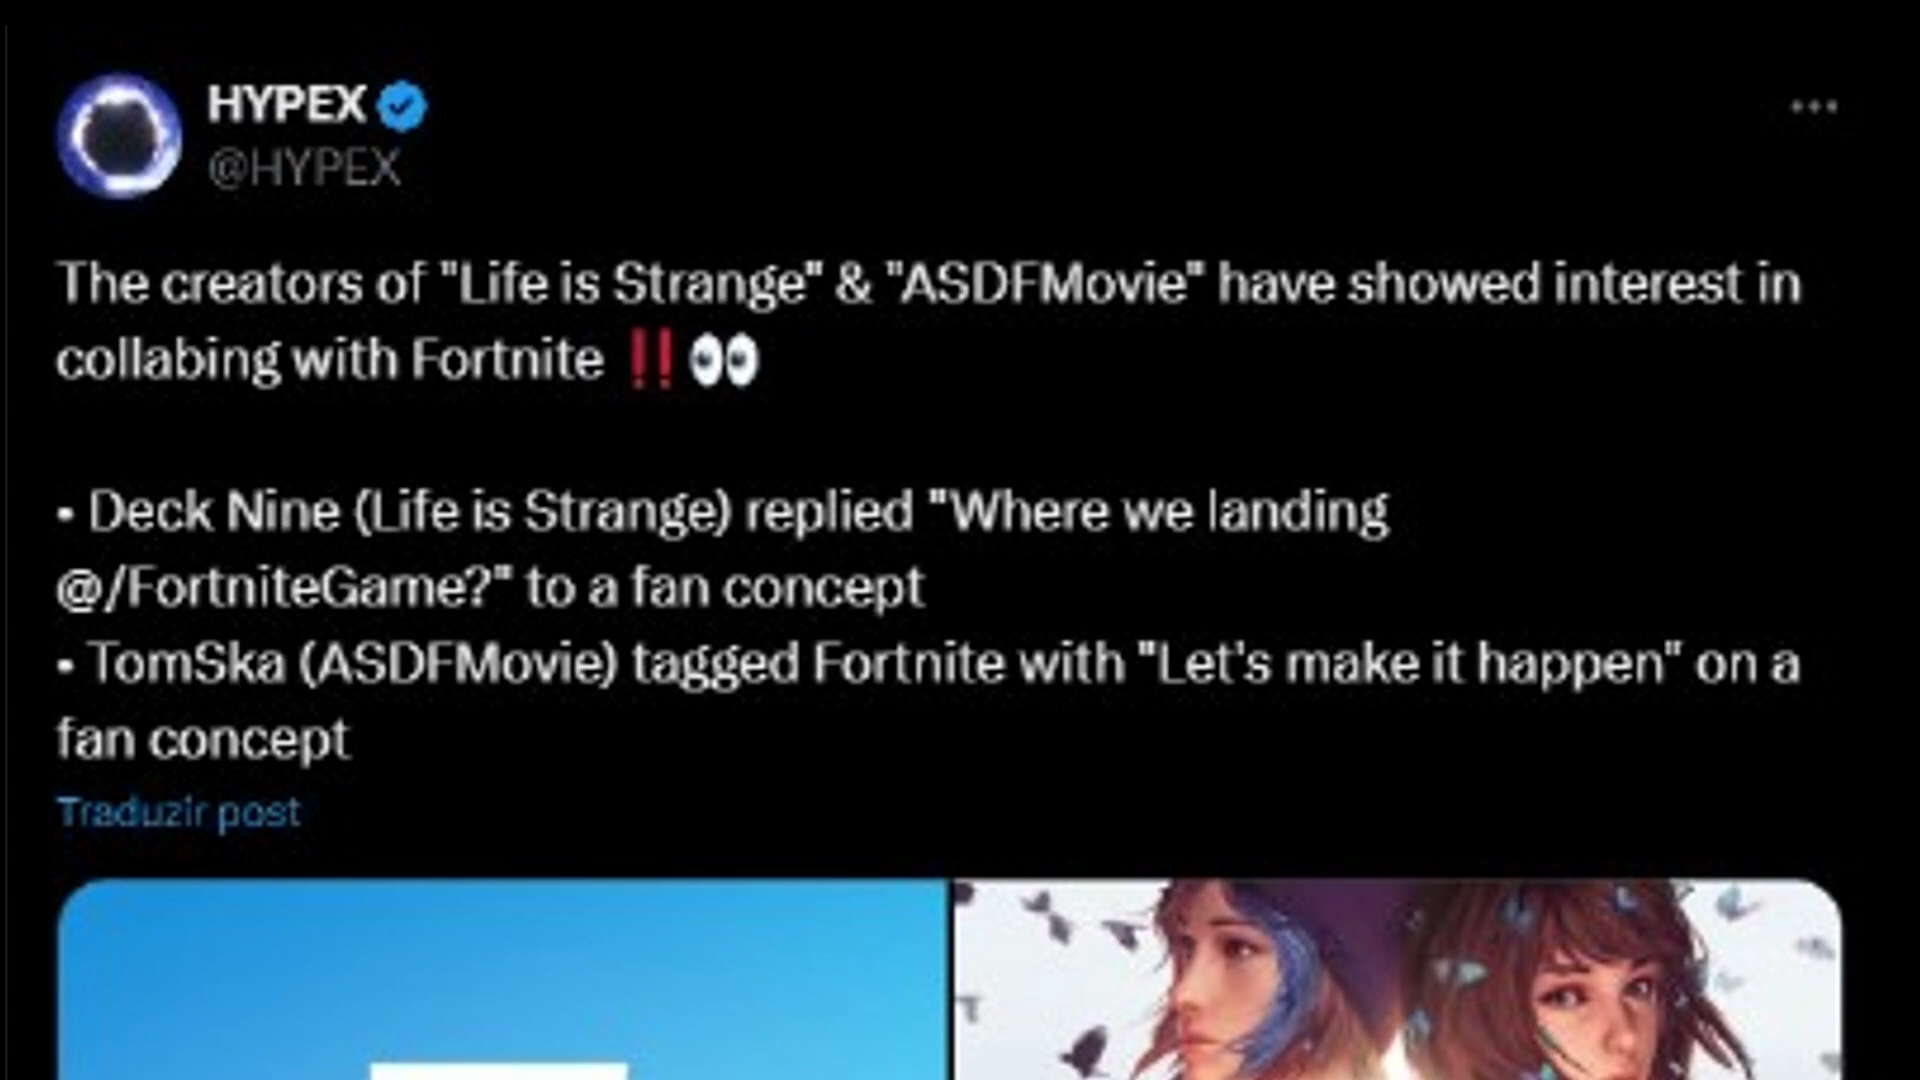 HYPEX
@HYPEX
The creators of "Life is Strange" & "ASDFMovie" have showed interest in
collabing with Fortnite ‼️👀
• Deck Nine (Life is Strange) replied "Where we landing
@/FortniteGame?" to a fan concept
• TomSka (ASDFMovie) tagged Fortnite with "Let's make it happen" on a
fan concept
Traduzir post